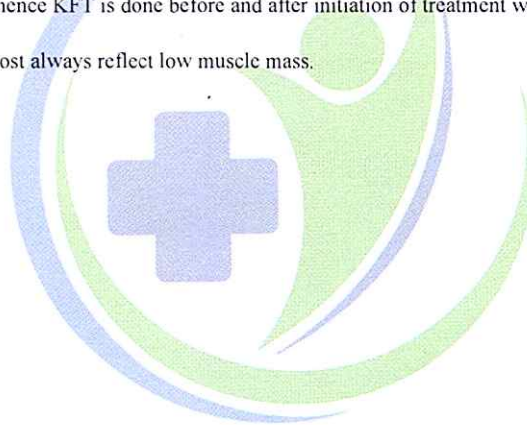 hence KFT is done before and after initiation of treatment w
ost always reflect low muscle mass.